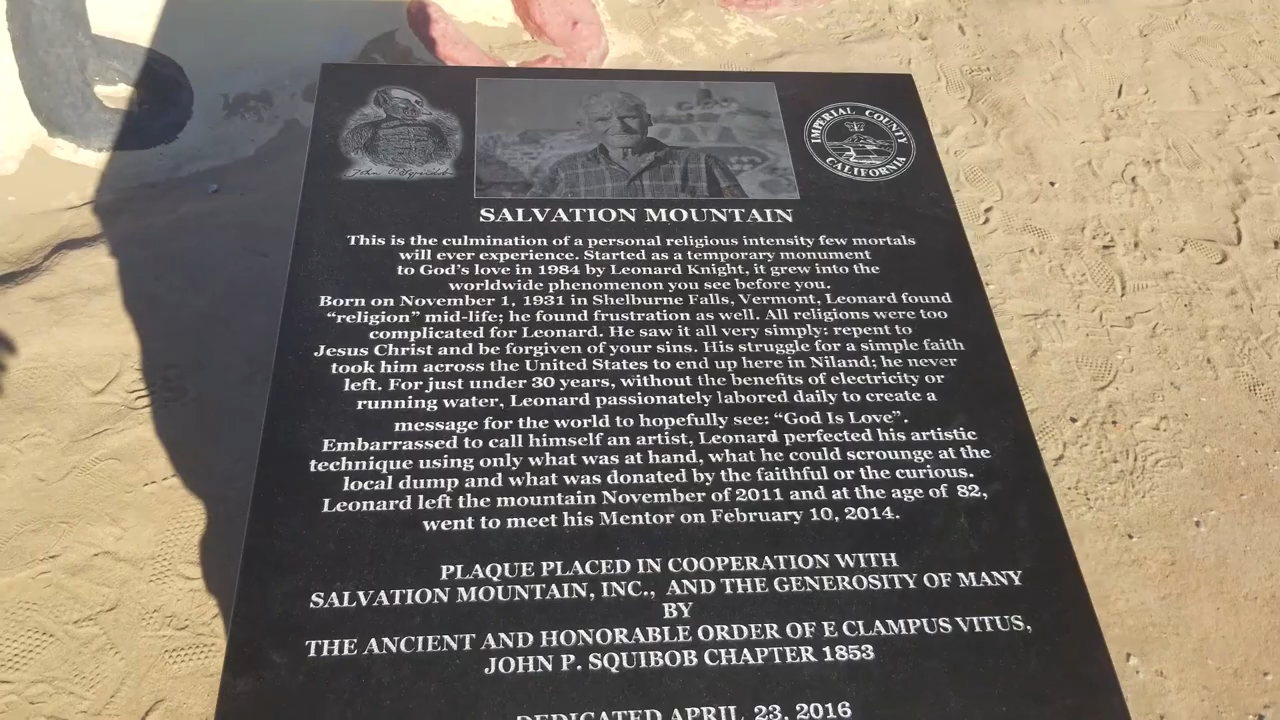 John P. Squibob
IMPERIAL COUNTY
CALIFORNIA
SALVATION MOUNTAIN
This is the culmination of a personal religious intensity few mortals
will ever experience. Started as a temporary monument
to God's love in 1984 by Leonard Knight, it grew into the
worldwide phenomenon you see before you.
Born on November 1, 1931 in Shelburne Falls, Vermont, Leonard found
“religion” mid-life; he found frustration as well. All religions were too
complicated for Leonard. He saw it all very simply: repent to
Jesus Christ and be forgiven of your sins. His struggle for a simple faith
took him across the United States to end up here in Niland; he never
left. For just under 30 years, without the benefits of electricity or
running water, Leonard passionately labored daily to create a
message for the world to hopefully see: “God Is Love”.
Embarrassed to call himself an artist, Leonard perfected his artistic
technique using only what was at hand, what he could scrounge at the
local dump and what was donated by the faithful or the curious.
Leonard left the mountain November of 2011 and at the age of 82,
went to meet his Mentor on February 10, 2014.
PLAQUE PLACED IN COOPERATION WITH
SALVATION MOUNTAIN, INC., AND THE GENEROSITY OF MANY
BY
THE ANCIENT AND HONORABLE ORDER OF E CLAMPUS VITUS,
JOHN P. SQUIBOB CHAPTER 1853
DEDICATED APRIL 23, 2016